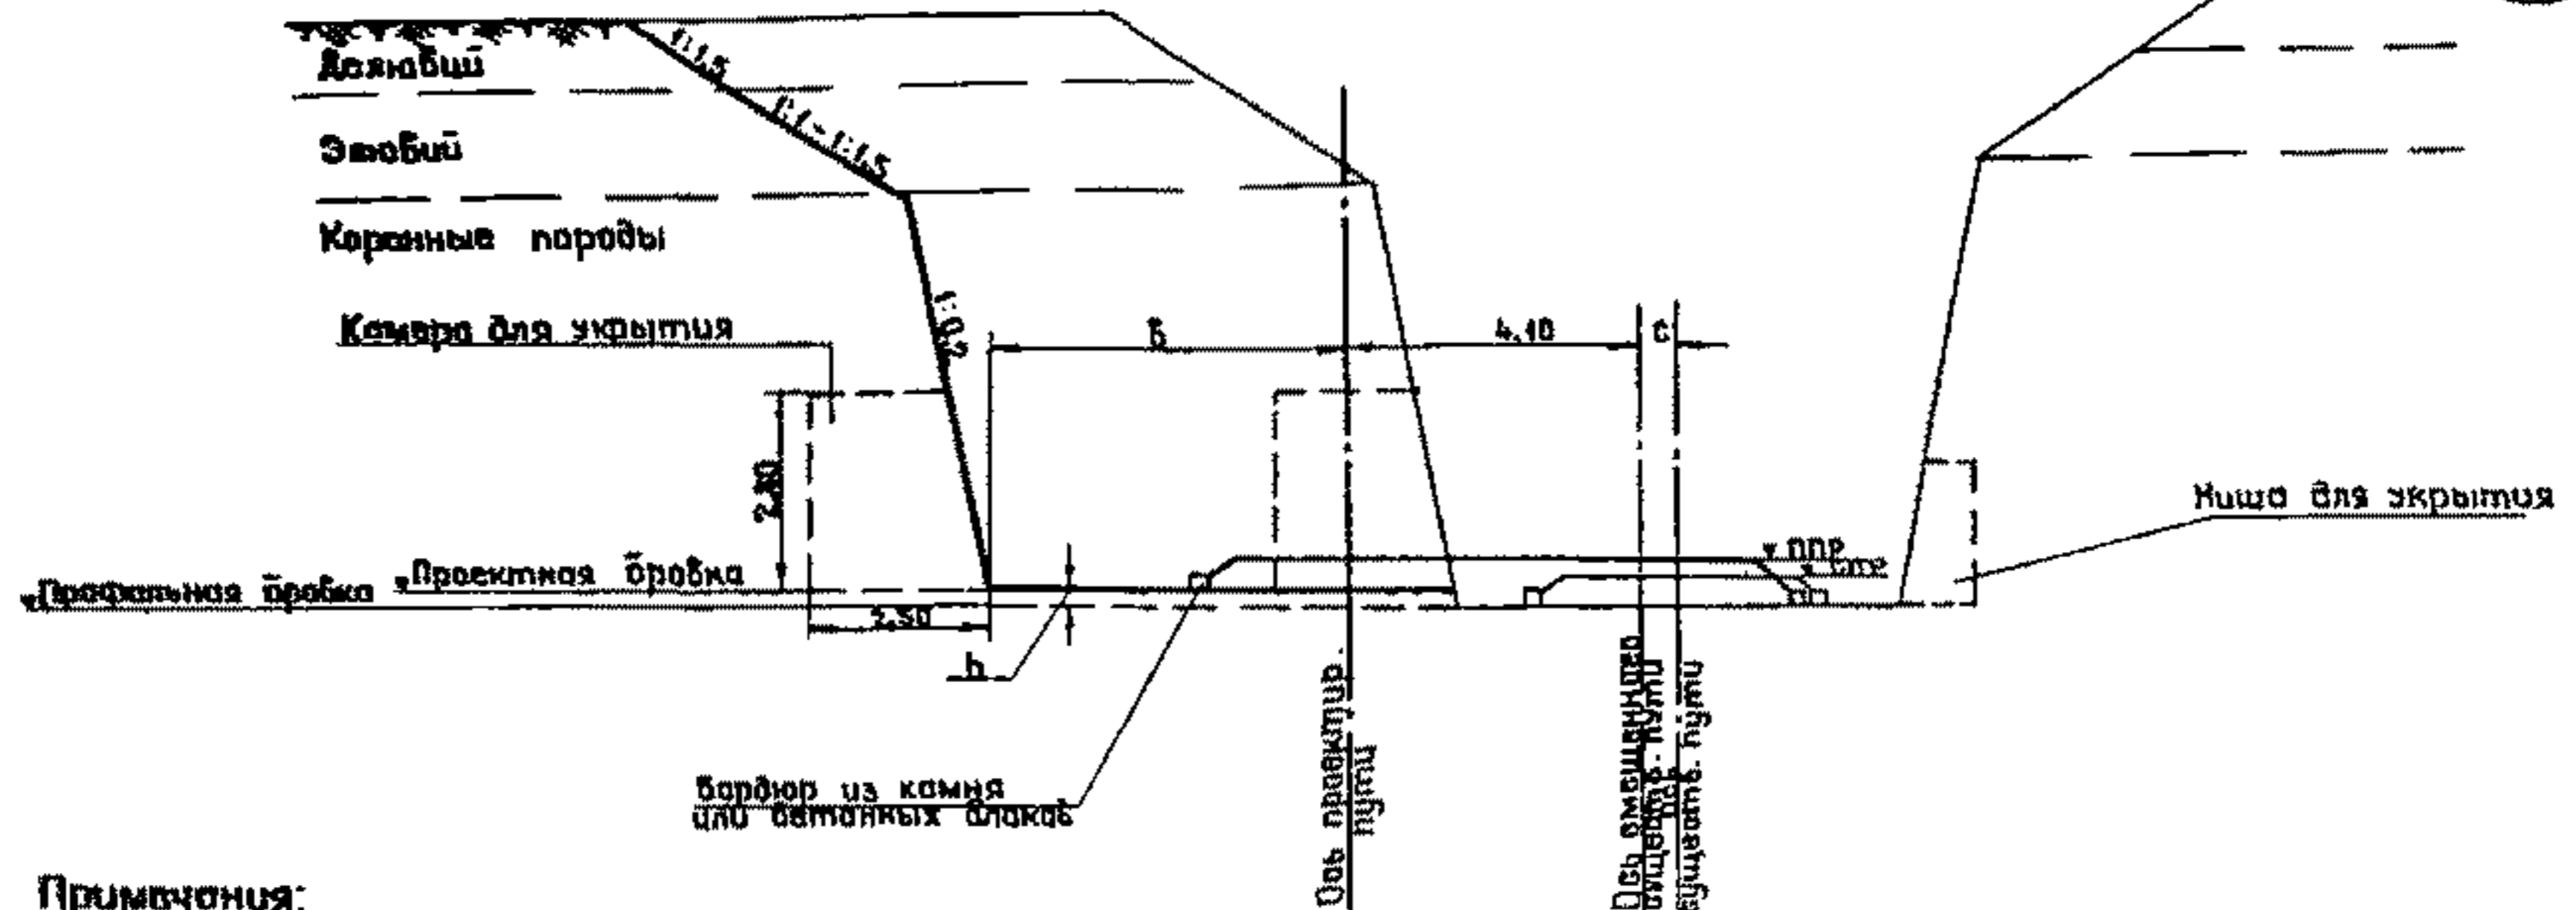 Делювий
1:1,5
1:1-1:1,5
Элювий
Коренные породы
1:0,2
Камера для укрытия
б
4.10
с
2,80
Ниша для укрытия
ППР
СПР
Профильная бровка
Проектная бровка
2.50
h
бордюр из камня
или бетонных блоков
Ось проектир.
пути
Ось смещенного
существ. пути
Ось
существ. пути
Примечания: